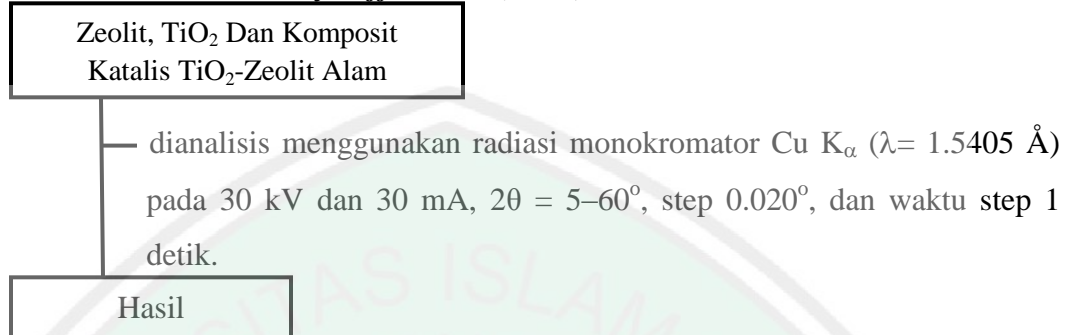 Zeolit, TiO₂ Dan Komposit
Katalis TiO₂-Zeolit Alam
dianalisis menggunakan radiasi monokromator Cu Kα (λ= 1.5405 Å)
pada 30 kV dan 30 mA, 2θ = 5–60°, step 0.020°, dan waktu step 1
detik.
Hasil